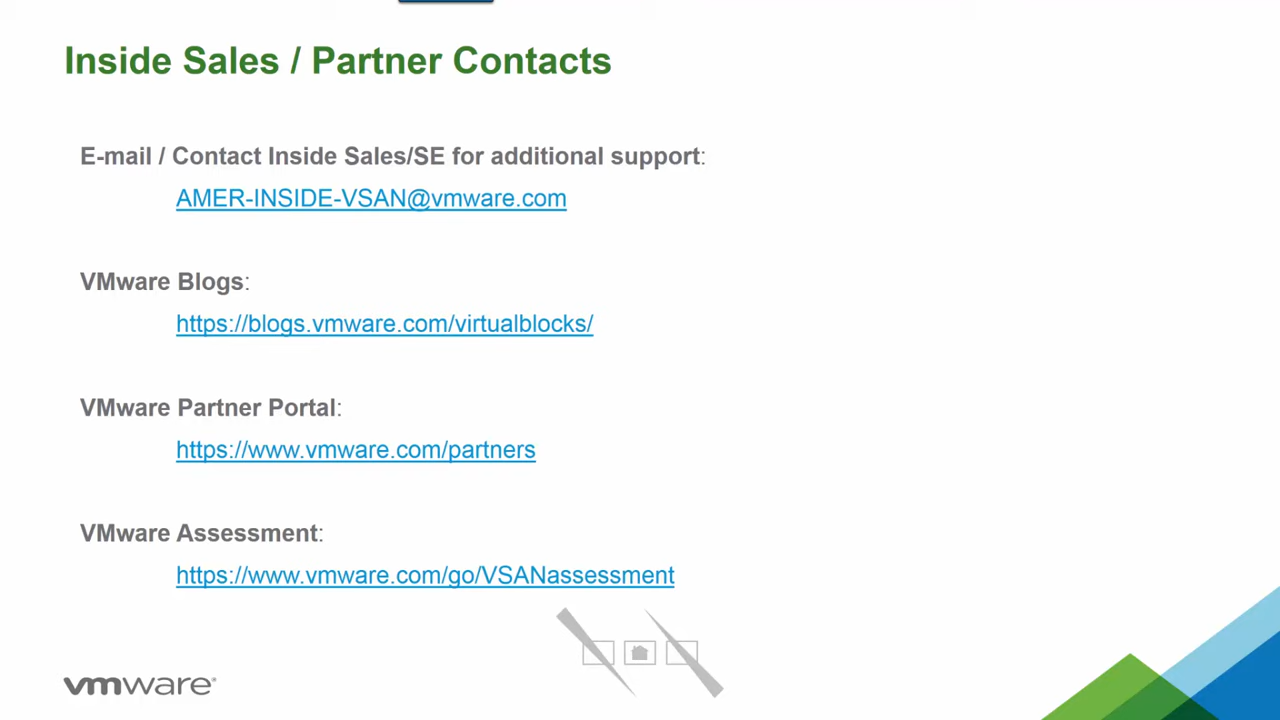 Inside Sales / Partner Contacts
E-mail / Contact Inside Sales/SE for additional support:
AMER-INSIDE-VSAN@vmware.com
VMware Blogs:
https://blogs.vmware.com/virtualblocks/
VMware Partner Portal:
https://www.vmware.com/partners
VMware Assessment:
https://www.vmware.com/go/VSANassessment
vmware®